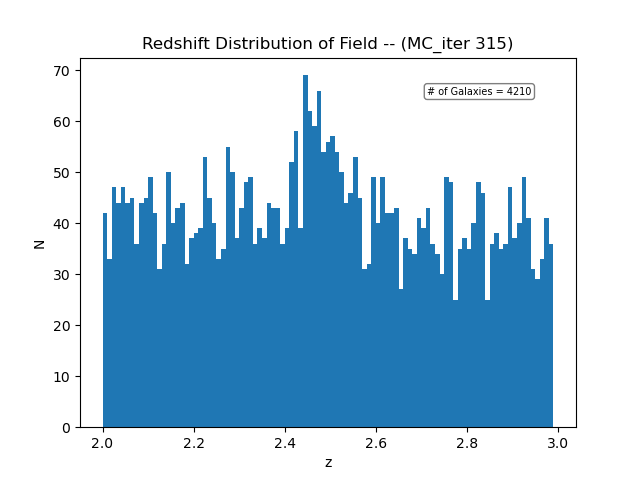 Redshift Distribution of Field -- (MC_iter 315)
# of Galaxies = 4210
70
60
50
40
30
20
10
0
N
2.0 2.2 2.4 2.6 2.8 3.0
z